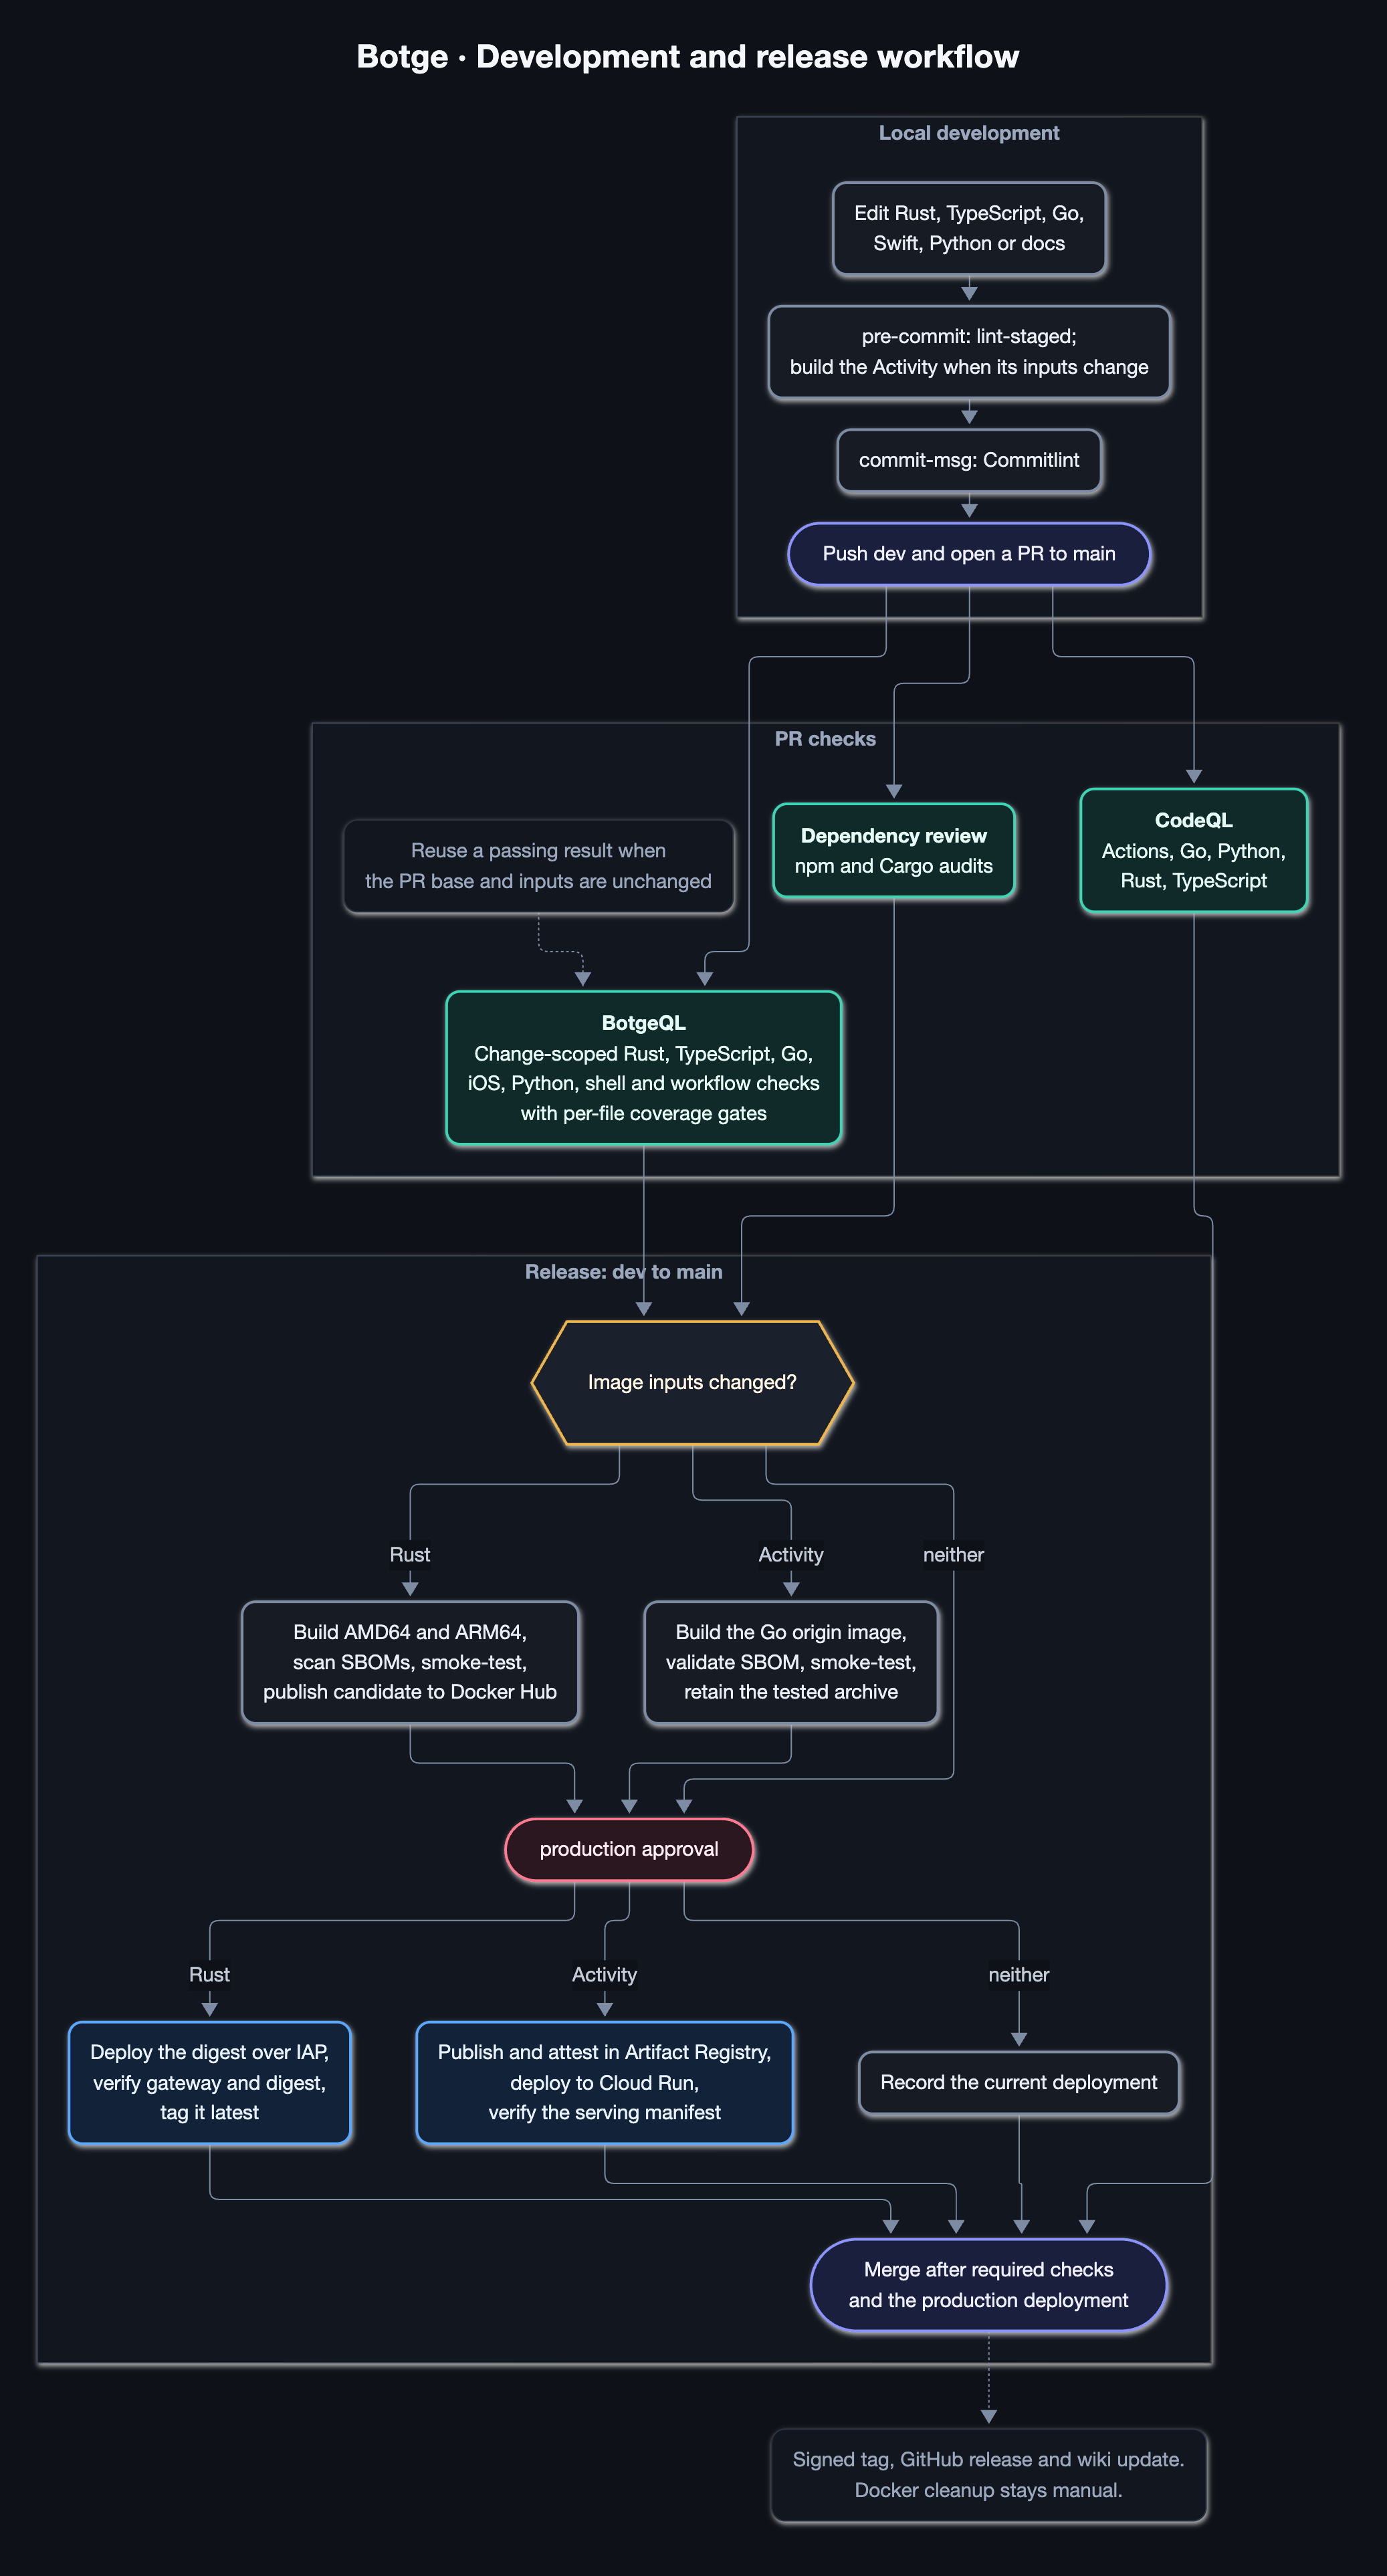 Botge · Development and release workflow
Local development
Edit Rust, TypeScript, Go,
Swift, Python or docs
pre-commit: lint-staged;
build the Activity when its inputs change
commit-msg: Commitlint
Push dev and open a PR to main
PR checks
Reuse a passing result when
the PR base and inputs are unchanged
Dependency review
npm and Cargo audits
CodeQL
Actions, Go, Python,
Rust, TypeScript
BotgeQL
Change-scoped Rust, TypeScript, Go,
iOS, Python, shell and workflow checks
with per-file coverage gates
Release: dev to main
Image inputs changed?
Rust
Activity
neither
Build AMD64 and ARM64,
scan SBOMs, smoke-test,
publish candidate to Docker Hub
Build the Go origin image,
validate SBOM, smoke-test,
retain the tested archive
production approval
Rust
Activity
neither
Deploy the digest over IAP,
verify gateway and digest,
tag it latest
Publish and attest in Artifact Registry,
deploy to Cloud Run,
verify the serving manifest
Record the current deployment
Merge after required checks
and the production deployment
Signed tag, GitHub release and wiki update.
Docker cleanup stays manual.